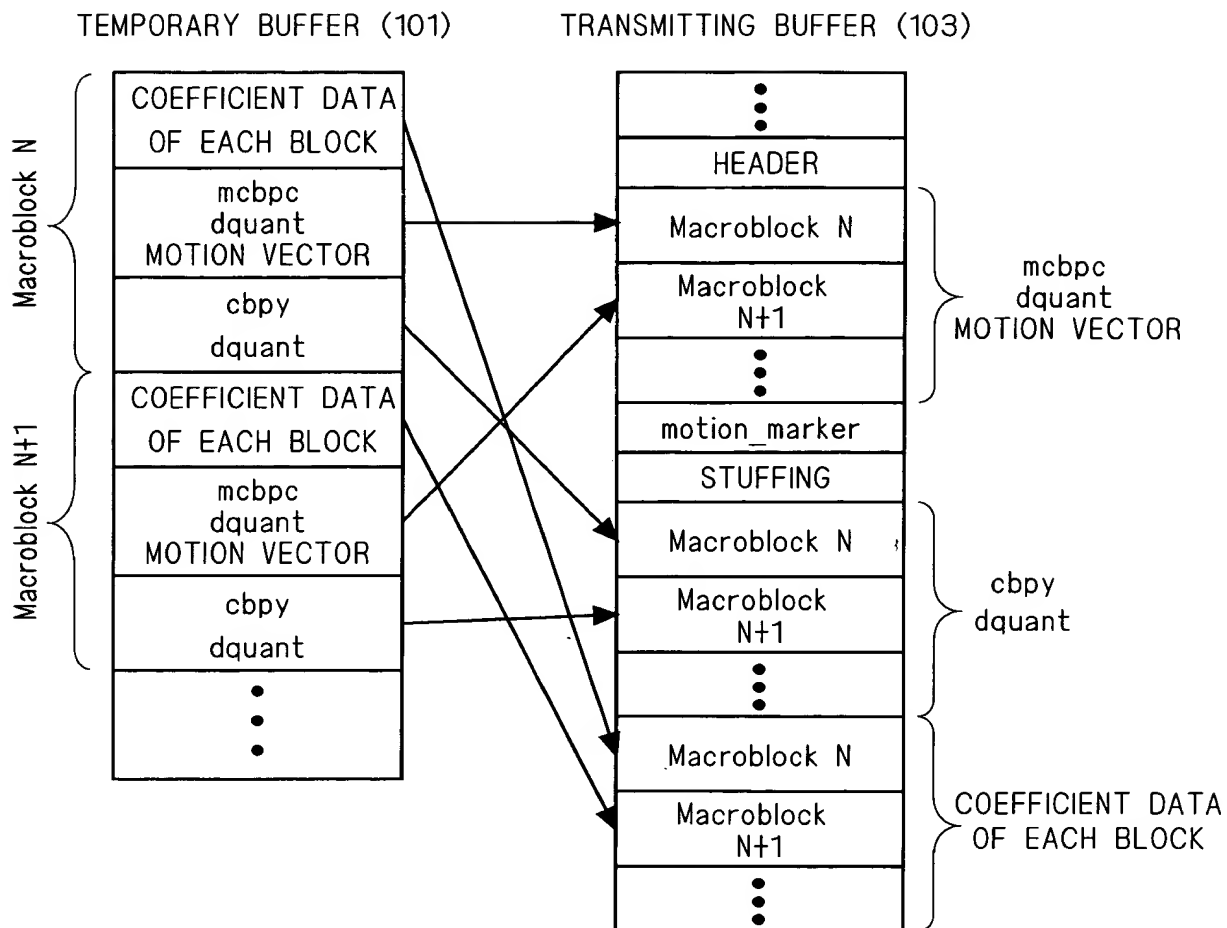 TEMPORARY BUFFER (101)
Macroblock N
COEFFICIENT DATA
OF EACH BLOCK
mcbpc
dquant
MOTION VECTOR
cbpy
dquant
Macroblock N+1
COEFFICIENT DATA
OF EACH BLOCK
mcbpc
dquant
MOTION VECTOR
cbpy
dquant
TRANSMITTING BUFFER (103)
HEADER
Macroblock N
Macroblock
N+1
mcbpc
dquant
MOTION VECTOR
motion_marker
STUFFING
Macroblock N
Macroblock
N+1
cbpy
dquant
Macroblock N
Macroblock
N+1
COEFFICIENT DATA
OF EACH BLOCK